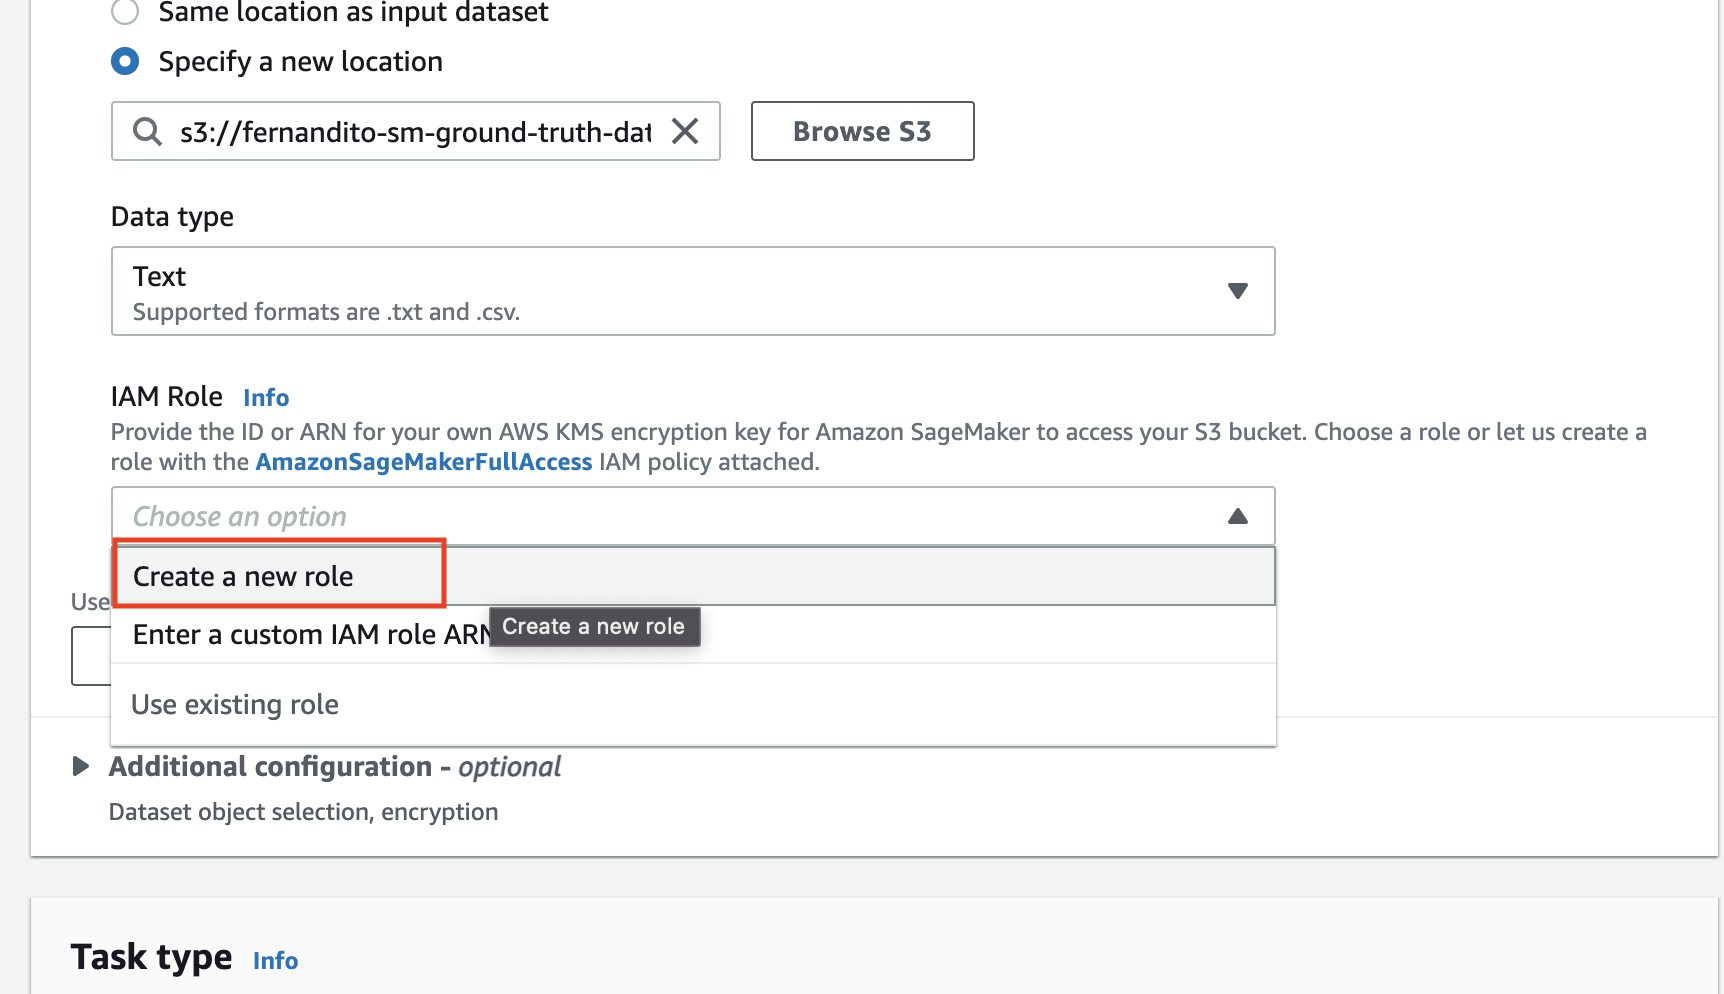 Same location as input dataset
Specify a new location
s3://fernandito-sm-ground-truth-dat
Browse S3
Data type
Text
Supported formats are .txt and .csv.
IAM Role Info
Provide the ID or ARN for your own AWS KMS encryption key for Amazon SageMaker to access your S3 bucket. Choose a role or let us create a
role with the AmazonSageMakerFullAccess IAM policy attached.
Choose an option
Create a new role
Use
Enter a custom IAM role ARN
Create a new role
Use existing role
Additional configuration - optional
Dataset object selection, encryption
Task type Info